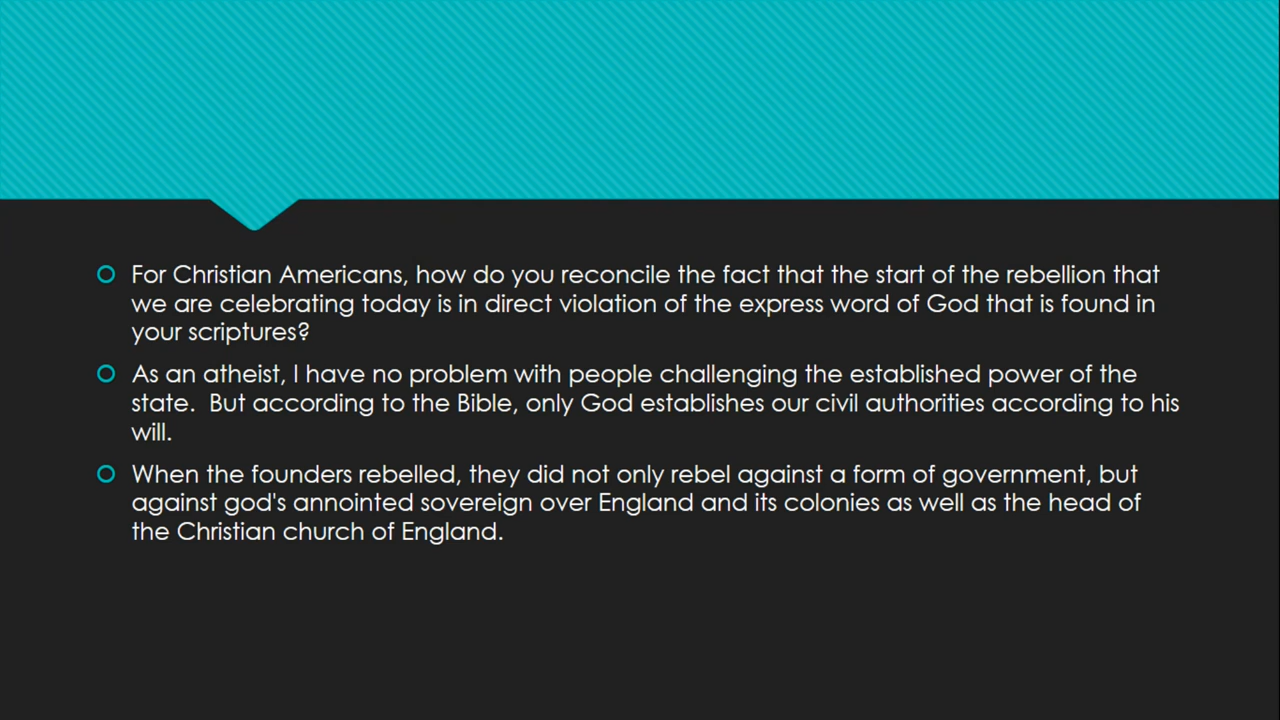 For Christian Americans, how do you reconcile the fact that the start of the rebellion that
we are celebrating today is in direct violation of the express word of God that is found in
your scriptures?
As an atheist, I have no problem with people challenging the established power of the
state.  But according to the Bible, only God establishes our civil authorities according to his
will.
When the founders rebelled, they did not only rebel against a form of government, but
against god's annointed sovereign over England and its colonies as well as the head of
the Christian church of England.